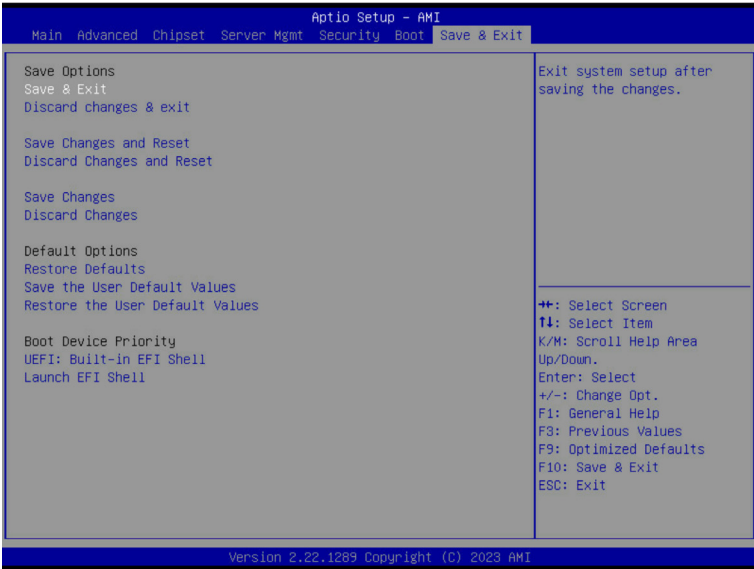 Aptio Setup – AMI
Main Advanced Chipset Server Mgmt Security Boot Save & Exit
Save Options
Save & Exit
Discard changes & exit
Save Changes and Reset
Discard Changes and Reset
Save Changes
Discard Changes
Default Options
Restore Defaults
Save the User Default Values
Restore the User Default Values
Boot Device Priority
UEFI: Built-in EFI Shell
Launch EFI Shell
Exit system setup after
saving the changes.
→←: Select Screen
↑↓: Select Item
K/M: Scroll Help Area
Up/Down.
Enter: Select
+/-: Change Opt.
F1: General Help
F3: Previous Values
F9: Optimized Defaults
F10: Save & Exit
ESC: Exit
Version 2.22.1289 Copyright (C) 2023 AMI